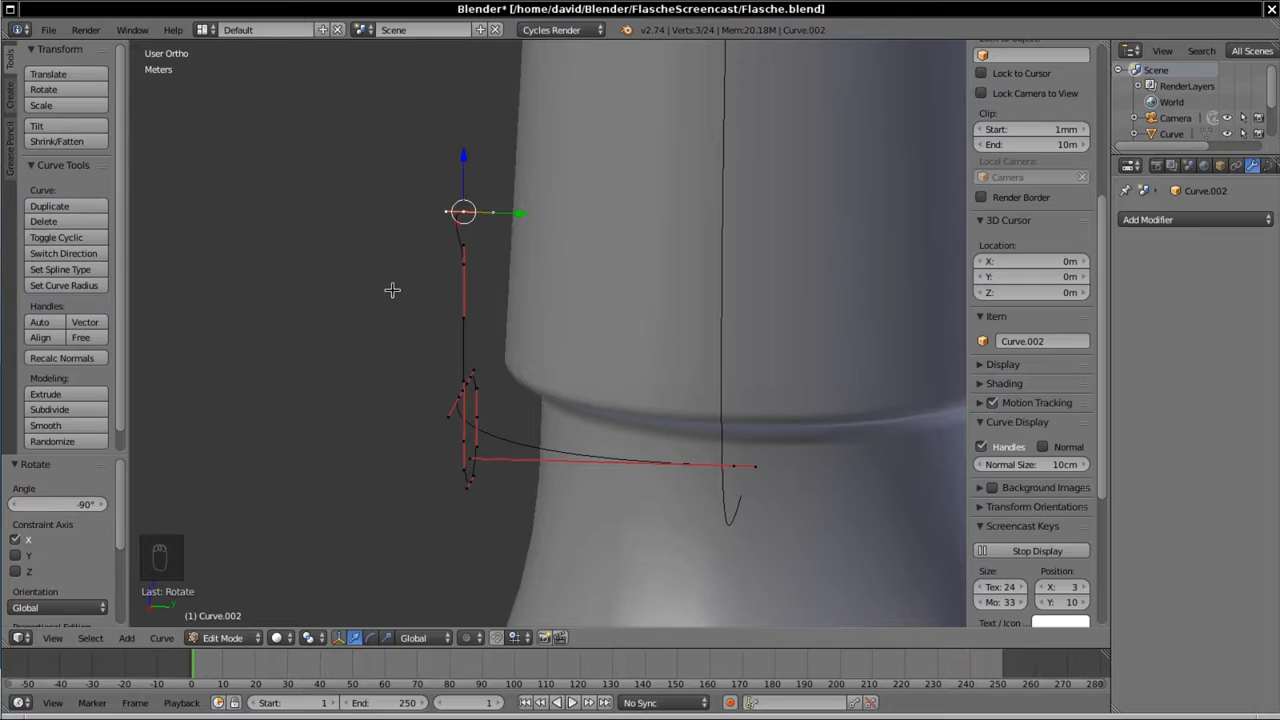 Blender* [/home/david/Blender/FlascheScreencast/Flasche.blend]
File Render Window Help Default Scene Cycles Render v2.74 | Verts:3/24 | Mem:20.18M | Curve.002
Tools
Create
Grease Pencil
Transform
Translate
Rotate
Scale
Tilt
Shrink/Fatten
Curve Tools
Curve:
Duplicate
Delete
Toggle Cyclic
Switch Direction
Set Spline Type
Set Curve Radius
Handles:
Auto Vector
Align Free
Recalc Normals
Modeling:
Extrude
Subdivide
Smooth
Randomize
Rotate
Angle
-90°
Constraint Axis
X
Y
Z
Orientation
Global
User Ortho
Meters
Last: Rotate
(1) Curve.002
Lock to Cursor
Lock Camera to View
Clip:
Start: 1mm
End: 10m
Local Camera:
Camera
Render Border
3D Cursor
Location:
X: 0m
Y: 0m
Z: 0m
Item
Curve.002
Display
Shading
Motion Tracking
Curve Display
Handles Normal
Normal Size: 10cm
Background Images
Transform Orientations
Screencast Keys
Stop Display
Size: Position:
Tex: 24 X: 3
Mo: 33 Y: 10
Text / Icon
View Search All Scenes
Scene
RenderLayers
World
Camera
Curve
Curve.002
Add Modifier
View Select Add Curve Edit Mode Global
-50 -40 -30 -20 -10 0 10 20 30 40 50 60 70 80 90 100 110 120 130 140 150 160 170 180 190 200 210 220 230 240 250 260 270 280
View Marker Frame Playback Start: 1 End: 250 1 No Sync